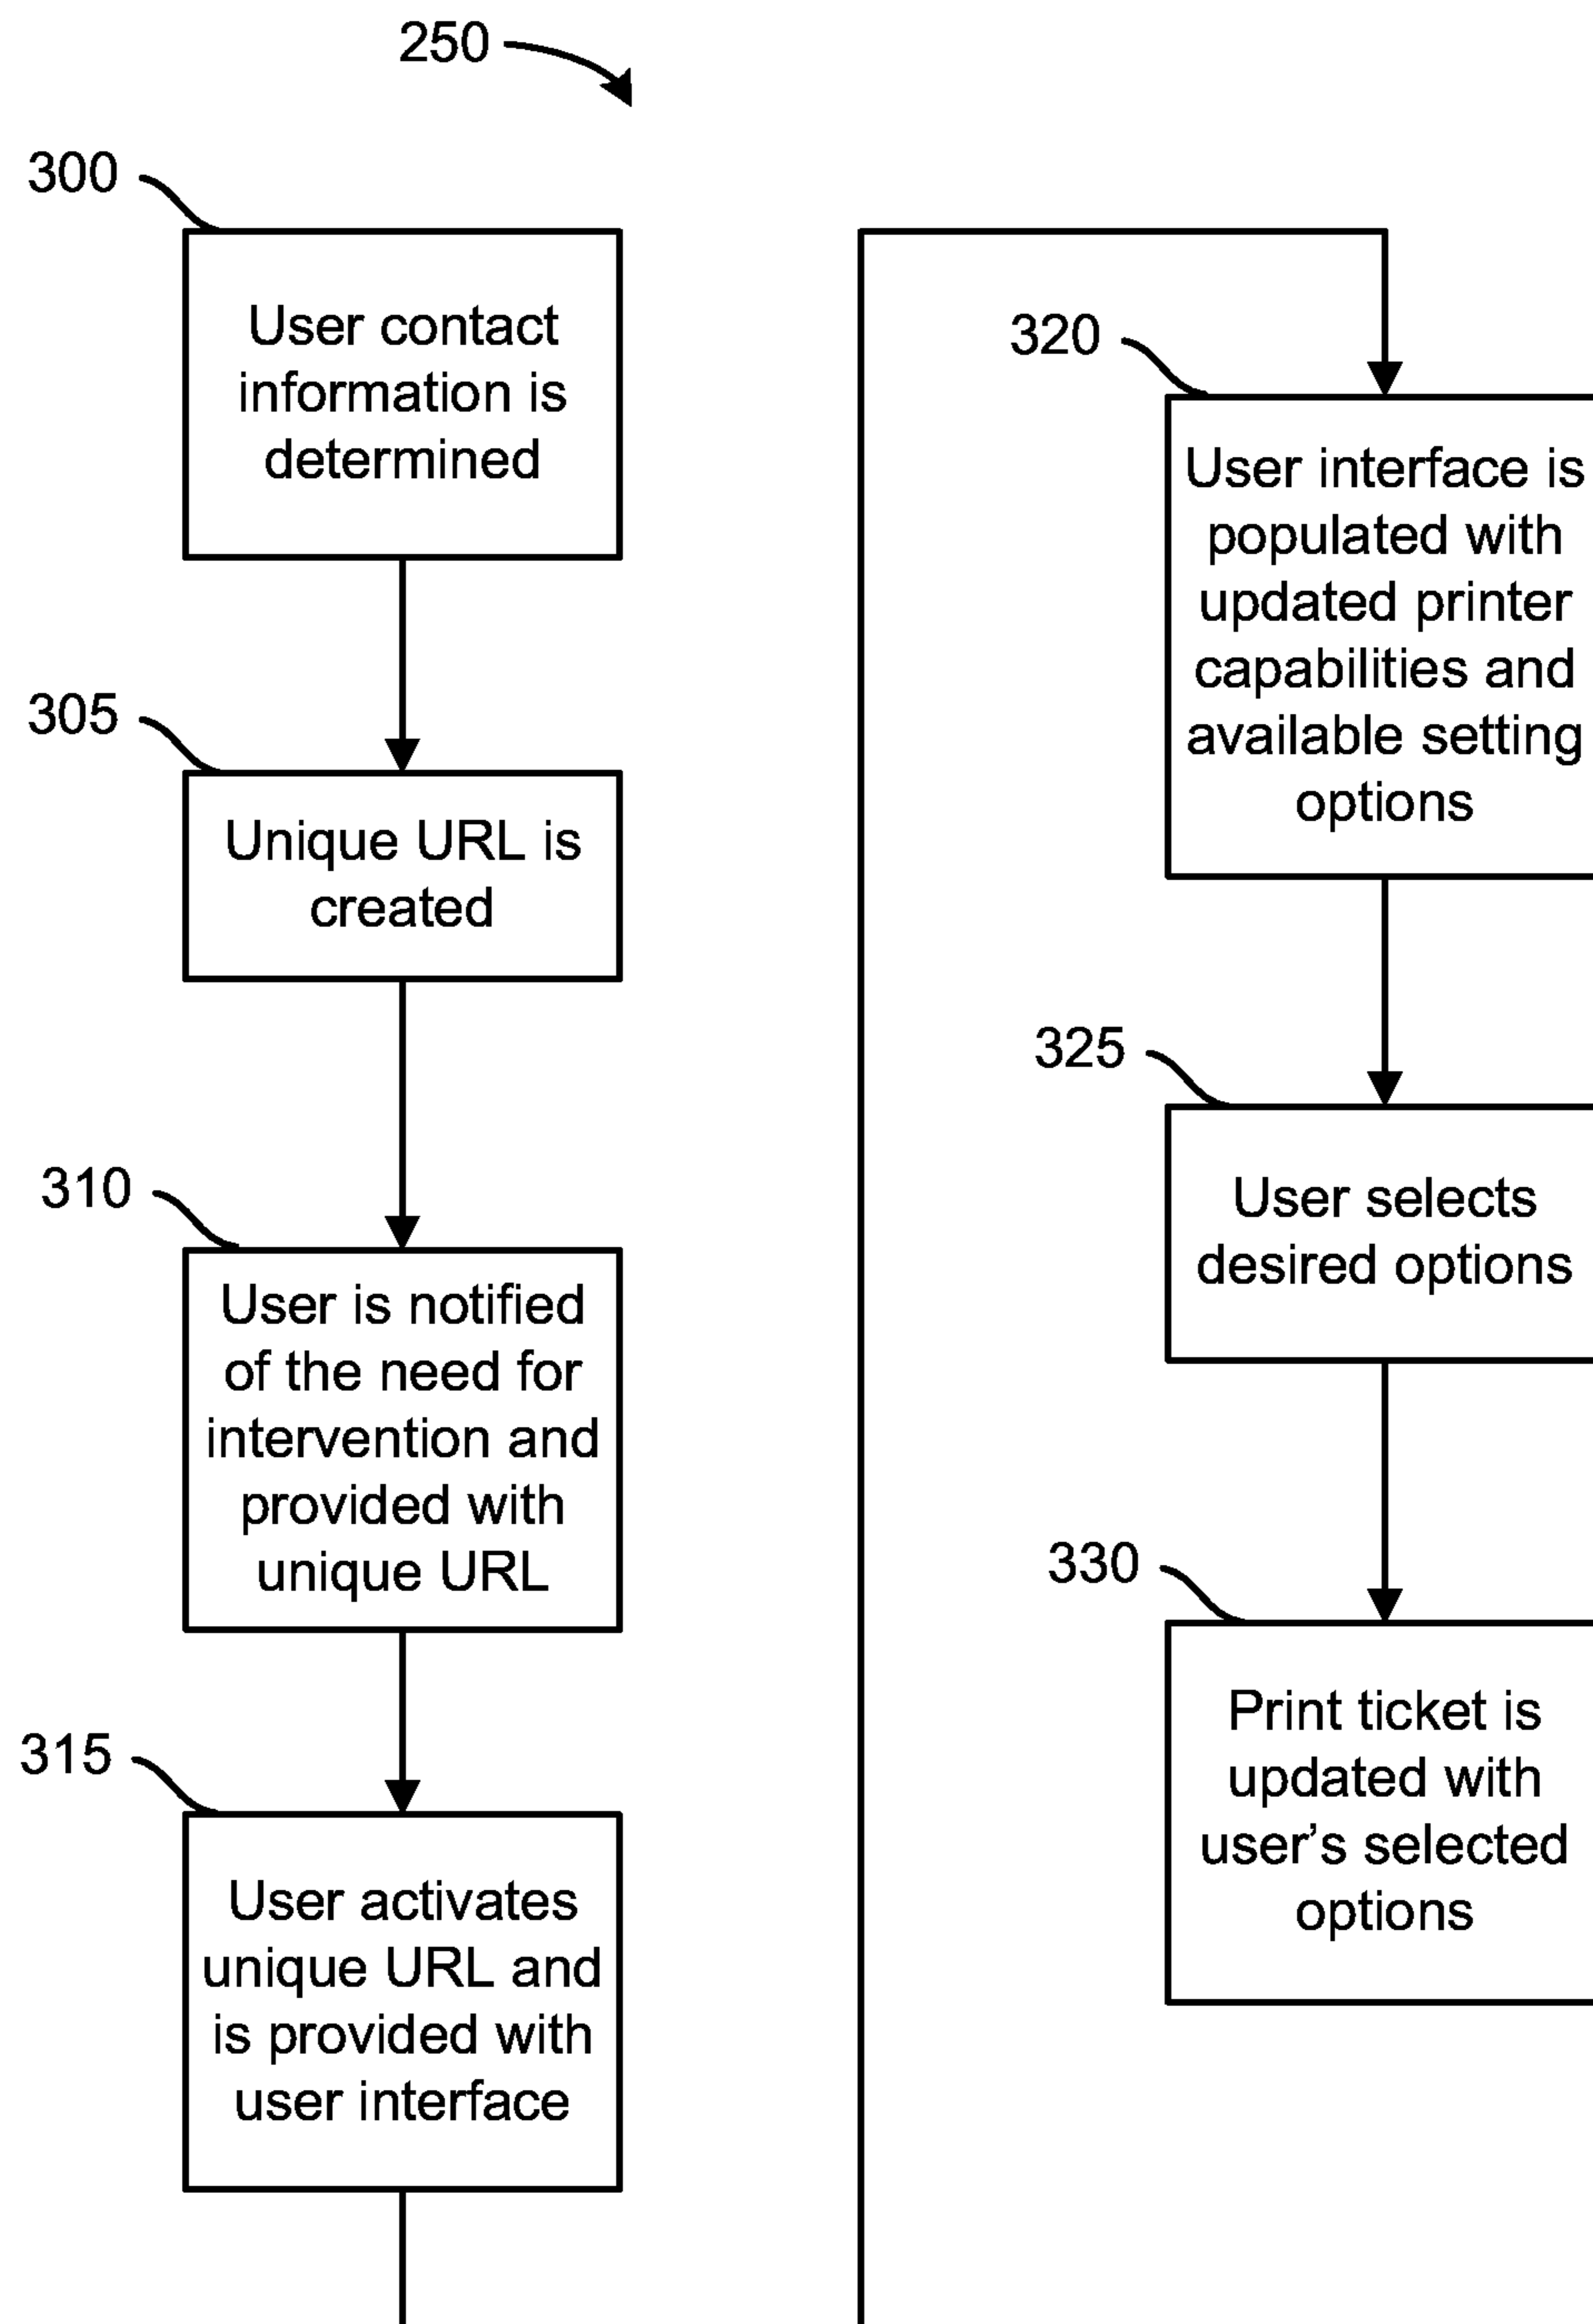 250
300
User contact
information is
determined
305
Unique URL is
created
310
User is notified
of the need for
intervention and
provided with
unique URL
315
User activates
unique URL and
is provided with
user interface
320
User interface is
populated with
updated printer
capabilities and
available setting
options
325
User selects
desired options
330
Print ticket is
updated with
user’s selected
options